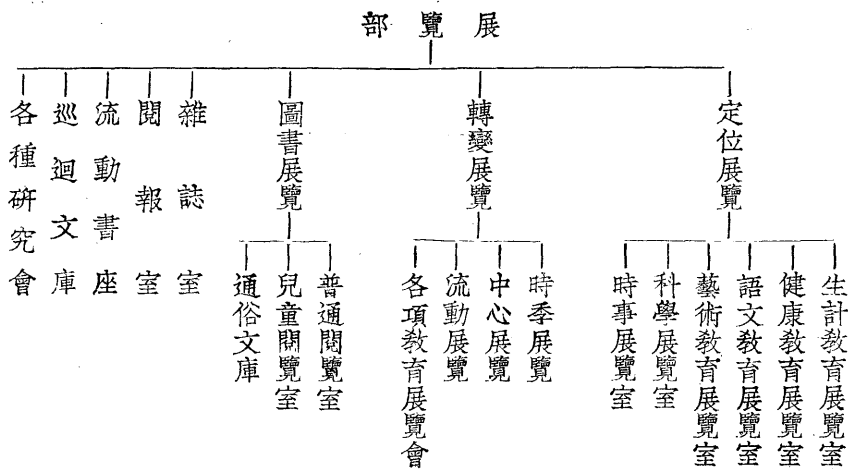 展覽部
定位展覽
生計教育展覽室
健康教育展覽室
語文教育展覽室
藝術教育展覽室
科學展覽室
時事展覽室
轉變展覽
時季展覽
中心展覽
流動展覽
各項教育展覽會
圖書展覽
普通閱覽室
兒童閱覽室
通俗文庫
雜誌室
閱報室
流動書座
巡迴文庫
各種研究會